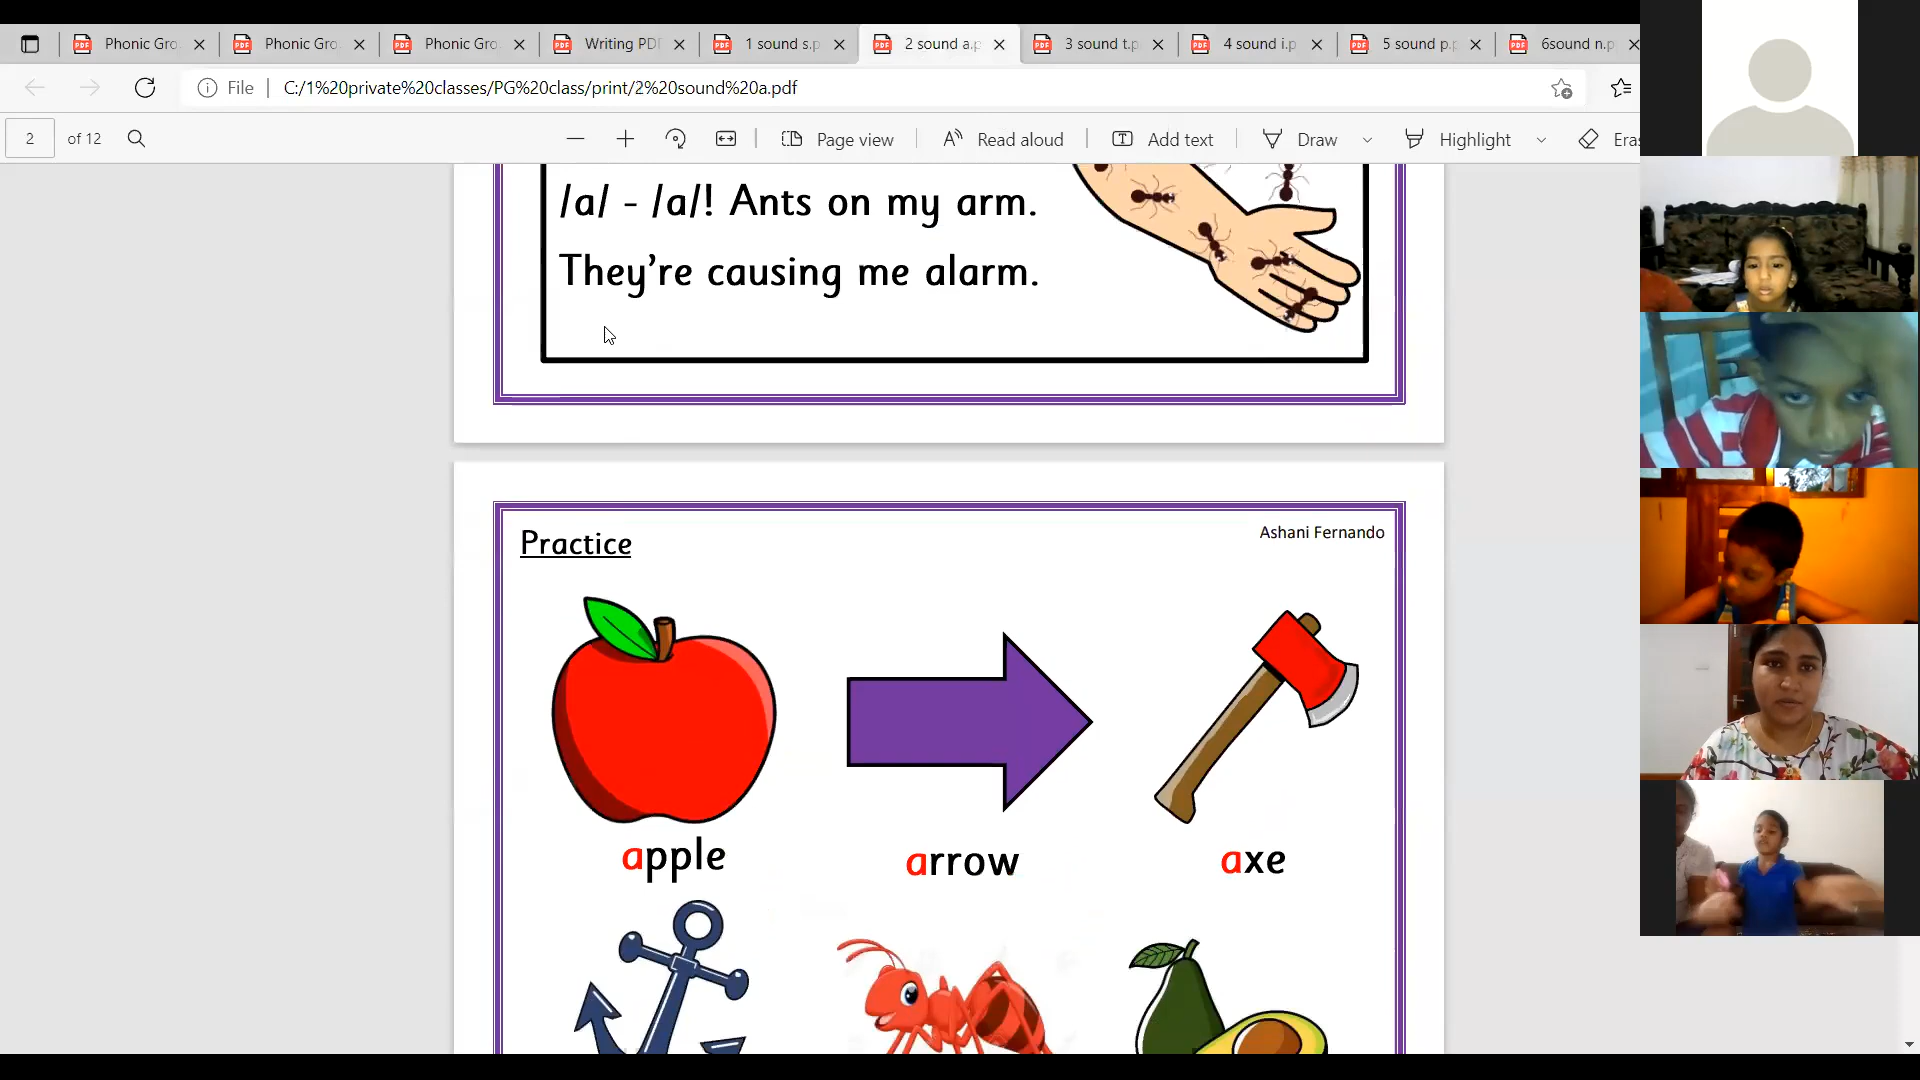 Phonic Gro
Phonic Gro
Phonic Gro
Writing PDF
1 sound s.p
2 sound a.p
3 sound t.p
4 sound i.p
5 sound p.p
6sound n.p
File
C:/1%20private%20classes/PG%20class/print/2%20sound%20a.pdf
2 of 12
Page view
Read aloud
Add text
Draw
Highlight
Eras
/a/ - /a/! Ants on my arm.
They're causing me alarm.
Practice
Ashani Fernando
apple
arrow
axe